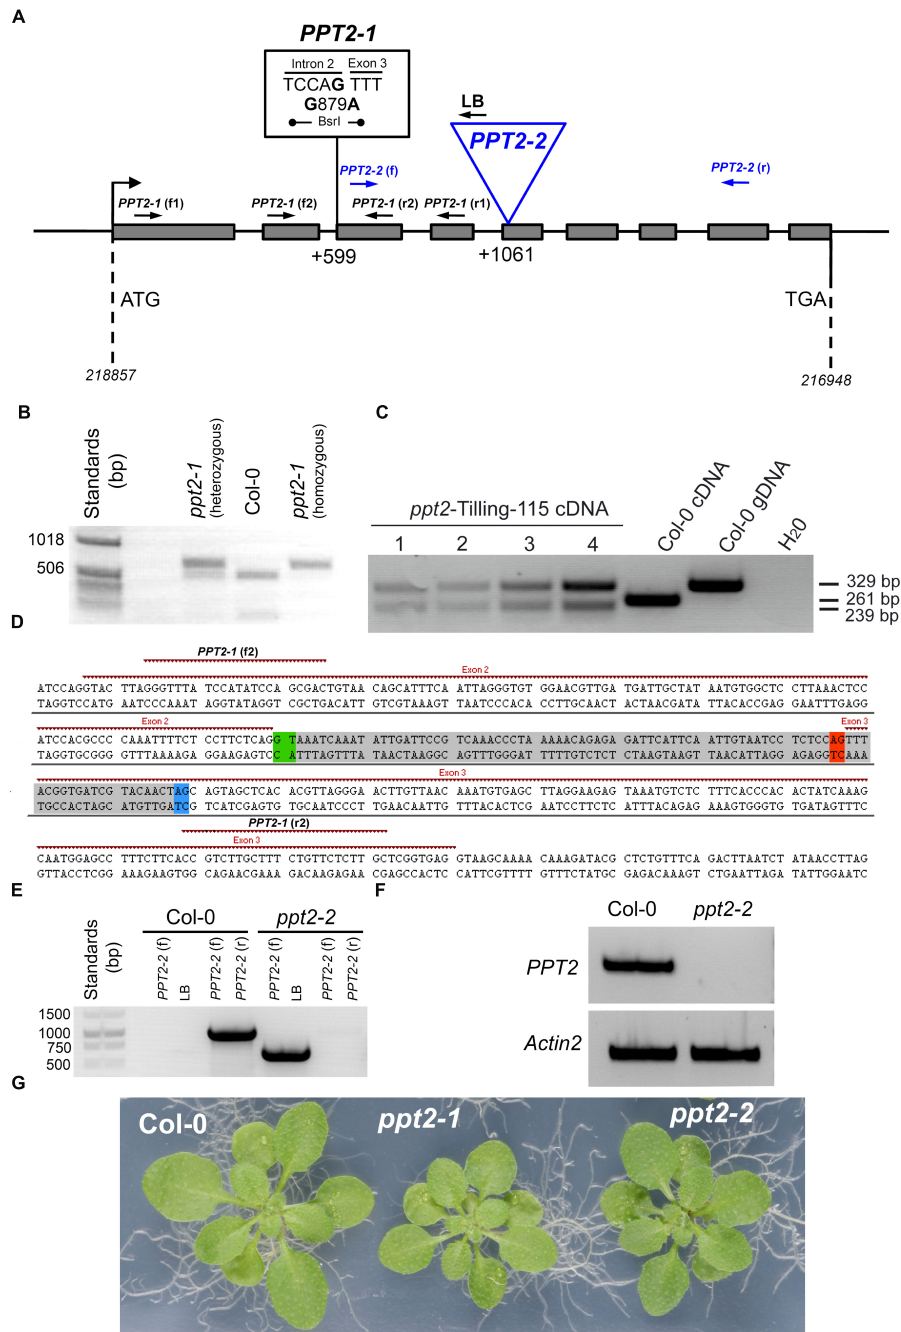 A
PPT2-1
Intron 2 Exon 3
TCCAG TTT
G879A
BsrI
LB
PPT2-2
PPT2-2 (f)
PPT2-2 (r)
PPT2-1 (f1)
PPT2-1 (f2)
PPT2-1 (r2)
PPT2-1 (r1)
+599
+1061
ATG
TGA
218857
216948
B
Standards (bp)
ppt2-1 (heterozygous)
Col-0
ppt2-1 (homozygous)
1018
506
C
ppt2-Tilling-115 cDNA
1 2 3 4
Col-0 cDNA
Col-0 gDNA
H20
329 bp
261 bp
239 bp
D
PPT2-1 (f2)
Exon 2
ATCCAGGTAC TTAGGGTTTA TCCATATCCA GCGACTGTAA CAGCATTTCA ATTAGGGTGT GGAACGTTGA TGATTGCTAT AATGTGGCTC CTTAAACTCC
TAGGTCCATG AATCCCAAAT AGGTATAGGT CGCTGACATT GTCGTAAAGT TAATCCCACA CCTTGCAACT ACTAACGATA TTACACCGAG GAATTTGAGG
Exon 2
Exon 3
ATCCACGCCC CAAATTTTCT CCTTCTCAGG TAAATCAAAT ATTGATTCCG TCAAACCCTA AAAAACAGAG GATTCATTCA ATTGTAATCC TCTCCAGTTT
TAGGTGCGGG GTTTAAAAGA GGAAGAGTCC ATTTAGTTTA TAACTAAGGC AGTTTGGGAT TTTTTGTCTC CTAAGTAAGT TAACATTAGG AGAGGTCAAA
Exon 3
ACGGTGATCG TACAACTAGC CAGTAGCTCA CACGTTAGGG AACTTGTTAAC AAATGTGAGC TTAGGAAGAG TAAGTTTCTC TTTCACCCAC CACTATCAAAG
TGCCACTAGC ATGTTGATCG TCATCGAGTG TGCAATCCCT TGAACAATTG TTTACACTCG AATCCTTCTC ATTTACAGAG AAAGTGGGTG TGATAGTTTC
PPT2-1 (r2)
Exon 3
CAATGGAGCC TTTCTTCACC GTCTTGCTTT CTGTTCTCTT GCTCGGTGAG GTAAGCAAAA CAAAGATACG CTCTGTTTCA GACTTAATCT ATAACCTTAG
GTTACCTCGG AAAGAAGTGG CAGAACGAAA GACAAGAGAA CGAGCCACTC CATTCGTTTT GTTTCTATGC GAGACAAAGT CTGAATTAGA TATTGGAATC
E
Col-0
ppt2-2
Standards (bp)
PPT2-2 (f)
LB
PPT2-2 (f)
PPT2-2 (r)
PPT2-2 (f)
LB
PPT2-2 (f)
PPT2-2 (r)
1500
1000
750
500
F
Col-0 ppt2-2
PPT2
Actin2
G
Col-0
ppt2-1
ppt2-2